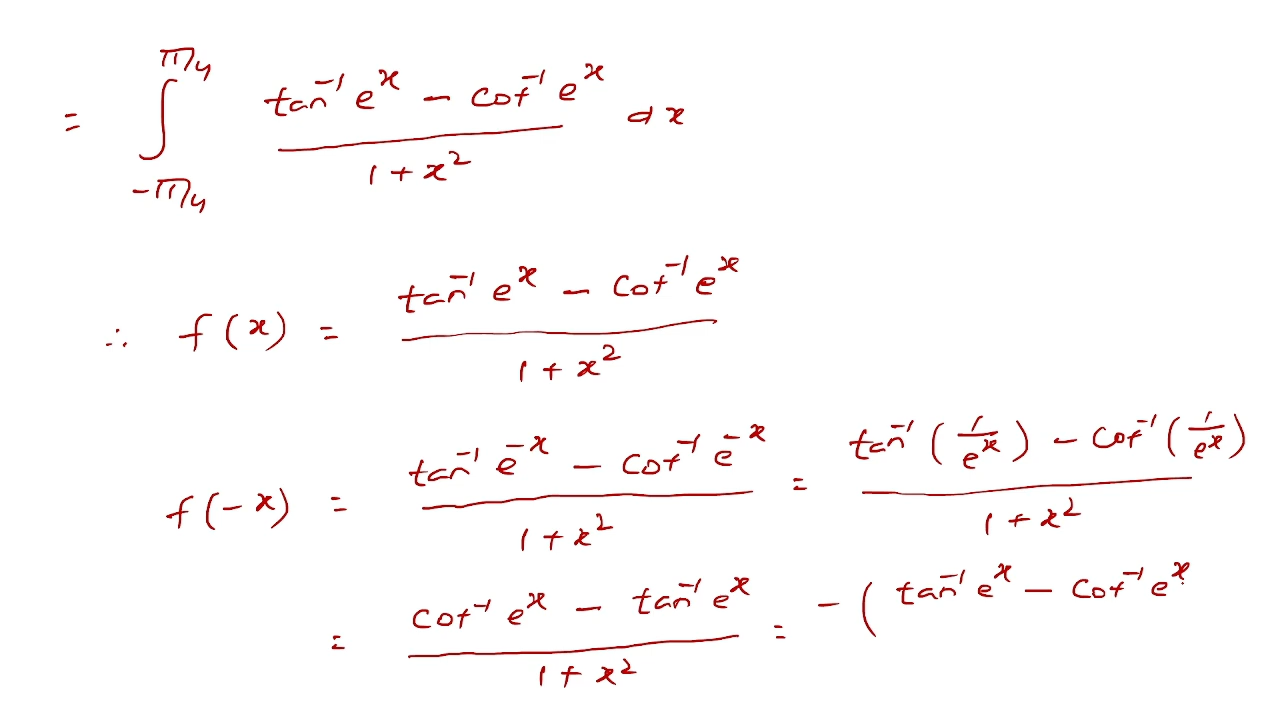 = ∫_{-π/4}^{π/4} (tan⁻¹ eˣ − cot⁻¹ eˣ)/(1 + x²) dx
∴ f(x) = (tan⁻¹ eˣ − cot⁻¹ eˣ)/(1 + x²)
f(−x) = (tan⁻¹ e⁻ˣ − cot⁻¹ e⁻ˣ)/(1 + x²) = (tan⁻¹(1/eˣ) − cot⁻¹(1/eˣ))/(1 + x²)
= (cot⁻¹ eˣ − tan⁻¹ eˣ)/(1 + x²) = −( tan⁻¹ eˣ − cot⁻¹ eˣ